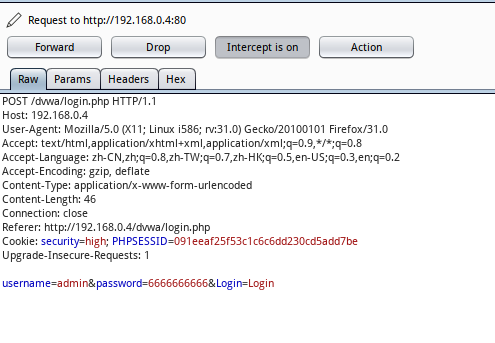 Request to http://192.168.0.4:80
Forward Drop Intercept is on Action
Raw Params Headers Hex
POST /dvwa/login.php HTTP/1.1
Host: 192.168.0.4
User-Agent: Mozilla/5.0 (X11; Linux i586; rv:31.0) Gecko/20100101 Firefox/31.0
Accept: text/html,application/xhtml+xml,application/xml;q=0.9,*/*;q=0.8
Accept-Language: zh-CN,zh;q=0.8,zh-TW;q=0.7,zh-HK;q=0.5,en-US;q=0.3,en;q=0.2
Accept-Encoding: gzip, deflate
Content-Type: application/x-www-form-urlencoded
Content-Length: 46
Connection: close
Referer: http://192.168.0.4/dvwa/login.php
Cookie: security=high; PHPSESSID=091eeaf25f53c1c6c6dd230cd5add7be
Upgrade-Insecure-Requests: 1
username=admin&password=6666666666&Login=Login